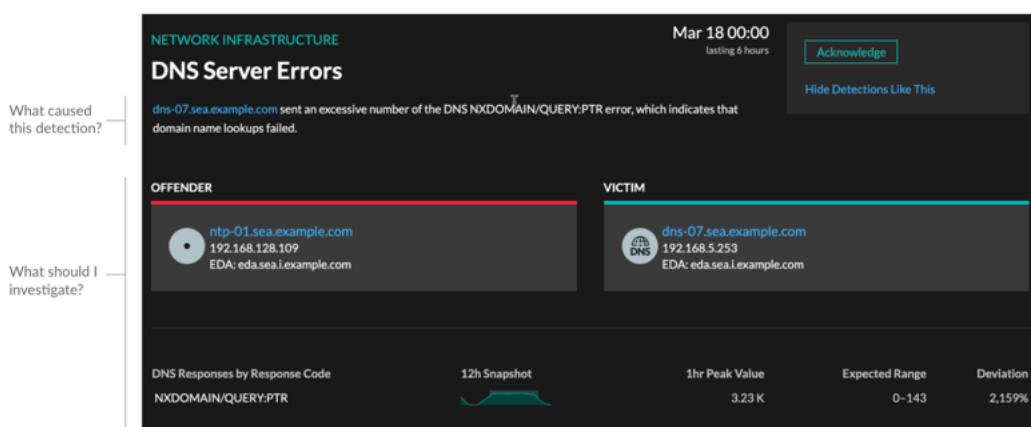 NETWORK INFRASTRUCTURE
Mar 18 00:00
lasting 6 hours
Acknowledge
DNS Server Errors
Hide Detections Like This
What caused
this detection?
dns-07.sea.example.com sent an excessive number of the DNS NXDOMAIN/QUERY:PTR error, which indicates that
domain name lookups failed.
OFFENDER
VICTIM
ntp-01.sea.example.com
192.168.128.109
EDA: eda.sea.i.example.com
DNS
dns-07.sea.example.com
192.168.5.253
EDA: eda.sea.i.example.com
What should I
investigate?
DNS Responses by Response Code 12h Snapshot 1hr Peak Value Expected Range Deviation
NXDOMAIN/QUERY:PTR 3.23 K 0–143 2,159%